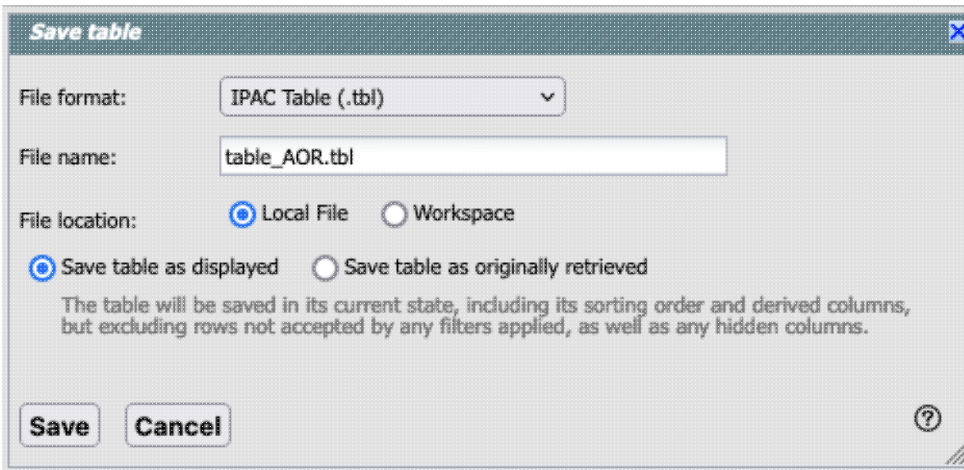 Save table
File format: IPAC Table (.tbl)
File name: table_AOR.tbl
File location: Local File Workspace
Save table as displayed Save table as originally retrieved
The table will be saved in its current state, including its sorting order and derived columns,
but excluding rows not accepted by any filters applied, as well as any hidden columns.
Save Cancel ?